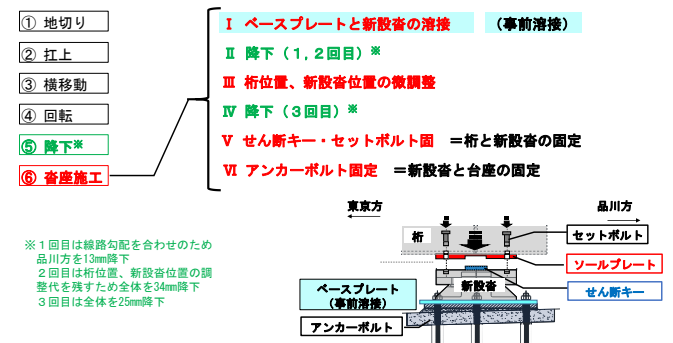 ① 地切り
② 扛上
③ 横移動
④ 回転
⑤ 降下※
⑥ 沓座施工
Ⅰ ベースプレートと新設沓の溶接 （事前溶接）
Ⅱ 降下（１,２回目）※
Ⅲ 桁位置、新設沓位置の微調整
Ⅳ 降下（３回目）※
Ⅴ せん断キー・セットボルト固 ＝桁と新設沓の固定
Ⅵ アンカーボルト固定 ＝新設沓と台座の固定
※１回目は線路勾配を合わせのため
品川方を13mm降下
２回目は桁位置、新設沓位置の調
整代を残すため全体を34mm降下
３回目は全体を25mm降下
東京方
品川方
桁
セットボルト
ソールプレート
新設沓
せん断キー
ベースプレート
（事前溶接）
アンカーボルト